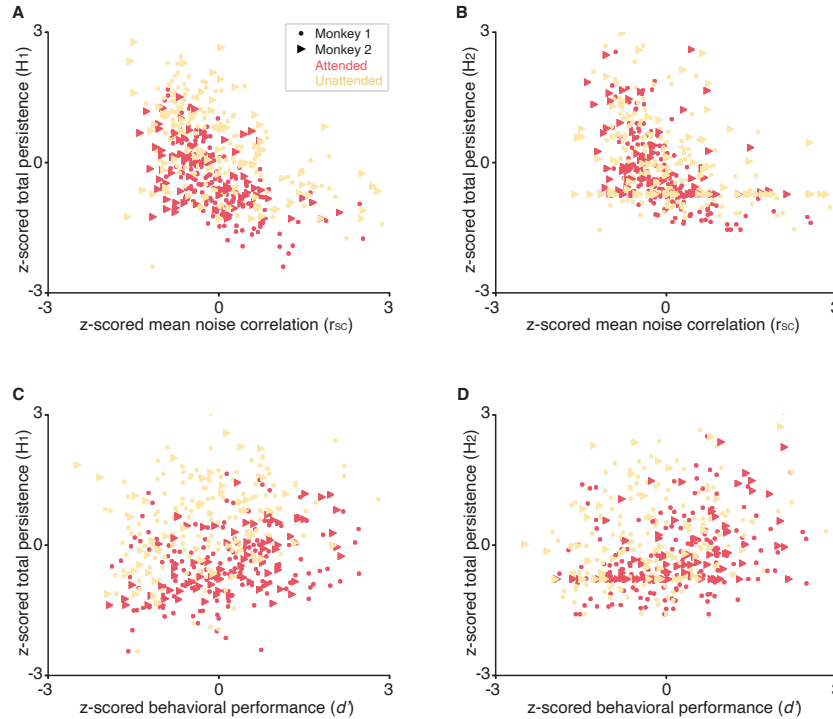 A
3
z-scored total persistence (H1)
0
-3
0
3
z-scored mean noise correlation (rsc)
Monkey 1
Monkey 2
Attended
Unattended
B
3
z-scored total persistence (H2)
0
-3
0
3
z-scored mean noise correlation (rsc)
C
3
z-scored total persistence (H1)
0
-3
-3
0
3
z-scored behavioral performance (d')
D
3
z-scored total persistence (H2)
0
-3
-3
0
3
z-scored behavioral performance (d')